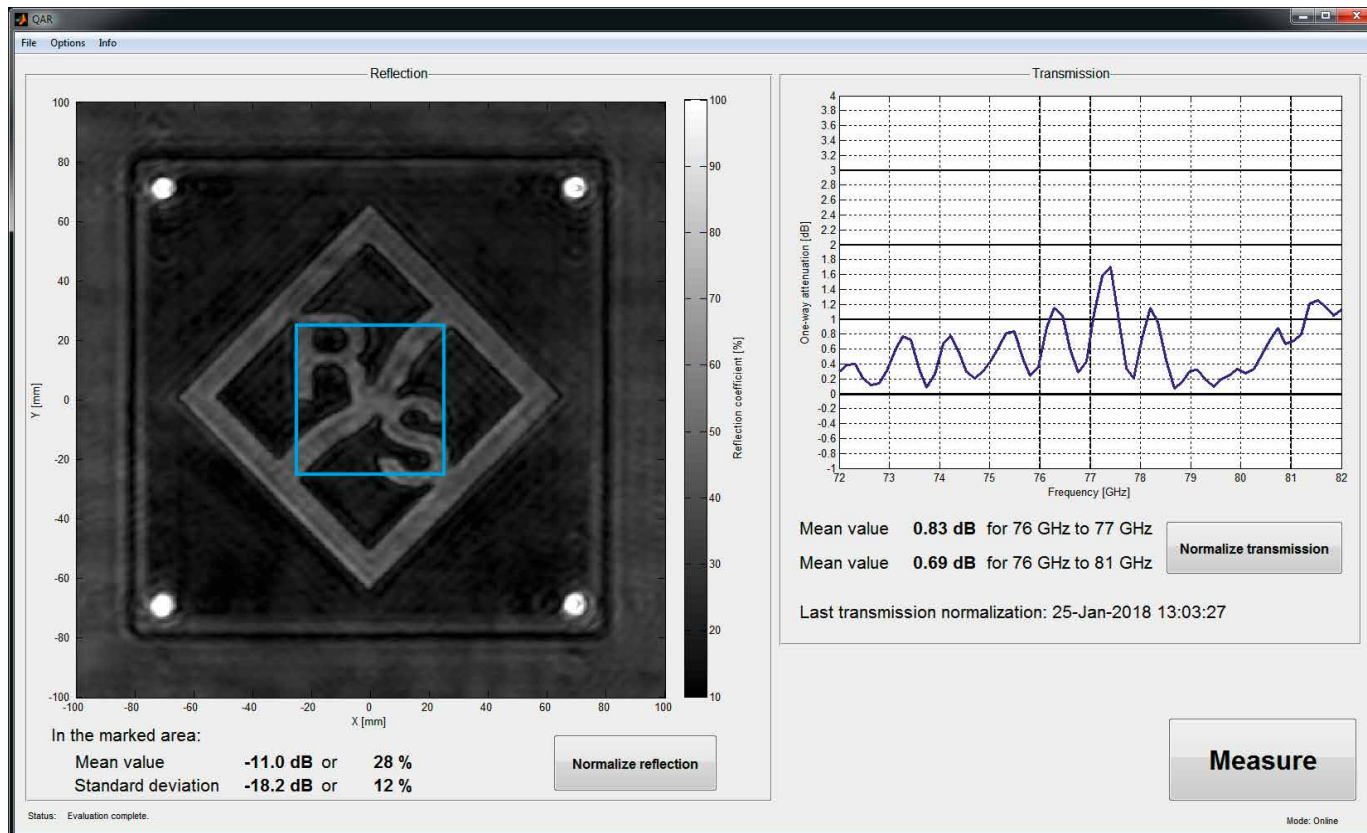 QAR
File Options Info
Reflection
100
80
60
40
20
0
-20
-40
-60
-80
-100
Y [mm]
-100 -80 -60 -40 -20 0 20 40 60 80 100
X [mm]
R
S
100
90
80
70
60
50
40
30
20
10
Reflection coefficient [%]
In the marked area:
Mean value -11.0 dB or 28 %
Standard deviation -18.2 dB or 12 %
Normalize reflection
Transmission
4
3.8
3.6
3.4
3.2
3
2.8
2.6
2.4
2.2
2
1.8
1.6
1.4
1.2
1
0.8
0.6
0.4
0.2
0
-0.2
-0.4
-0.6
-0.8
-1
One-way attenuation [dB]
72 73 74 75 76 77 78 79 80 81 82
Frequency [GHz]
Mean value 0.83 dB for 76 GHz to 77 GHz
Mean value 0.69 dB for 76 GHz to 81 GHz
Normalize transmission
Last transmission normalization: 25-Jan-2018 13:03:27
Measure
Status: Evaluation complete.
Mode: Online